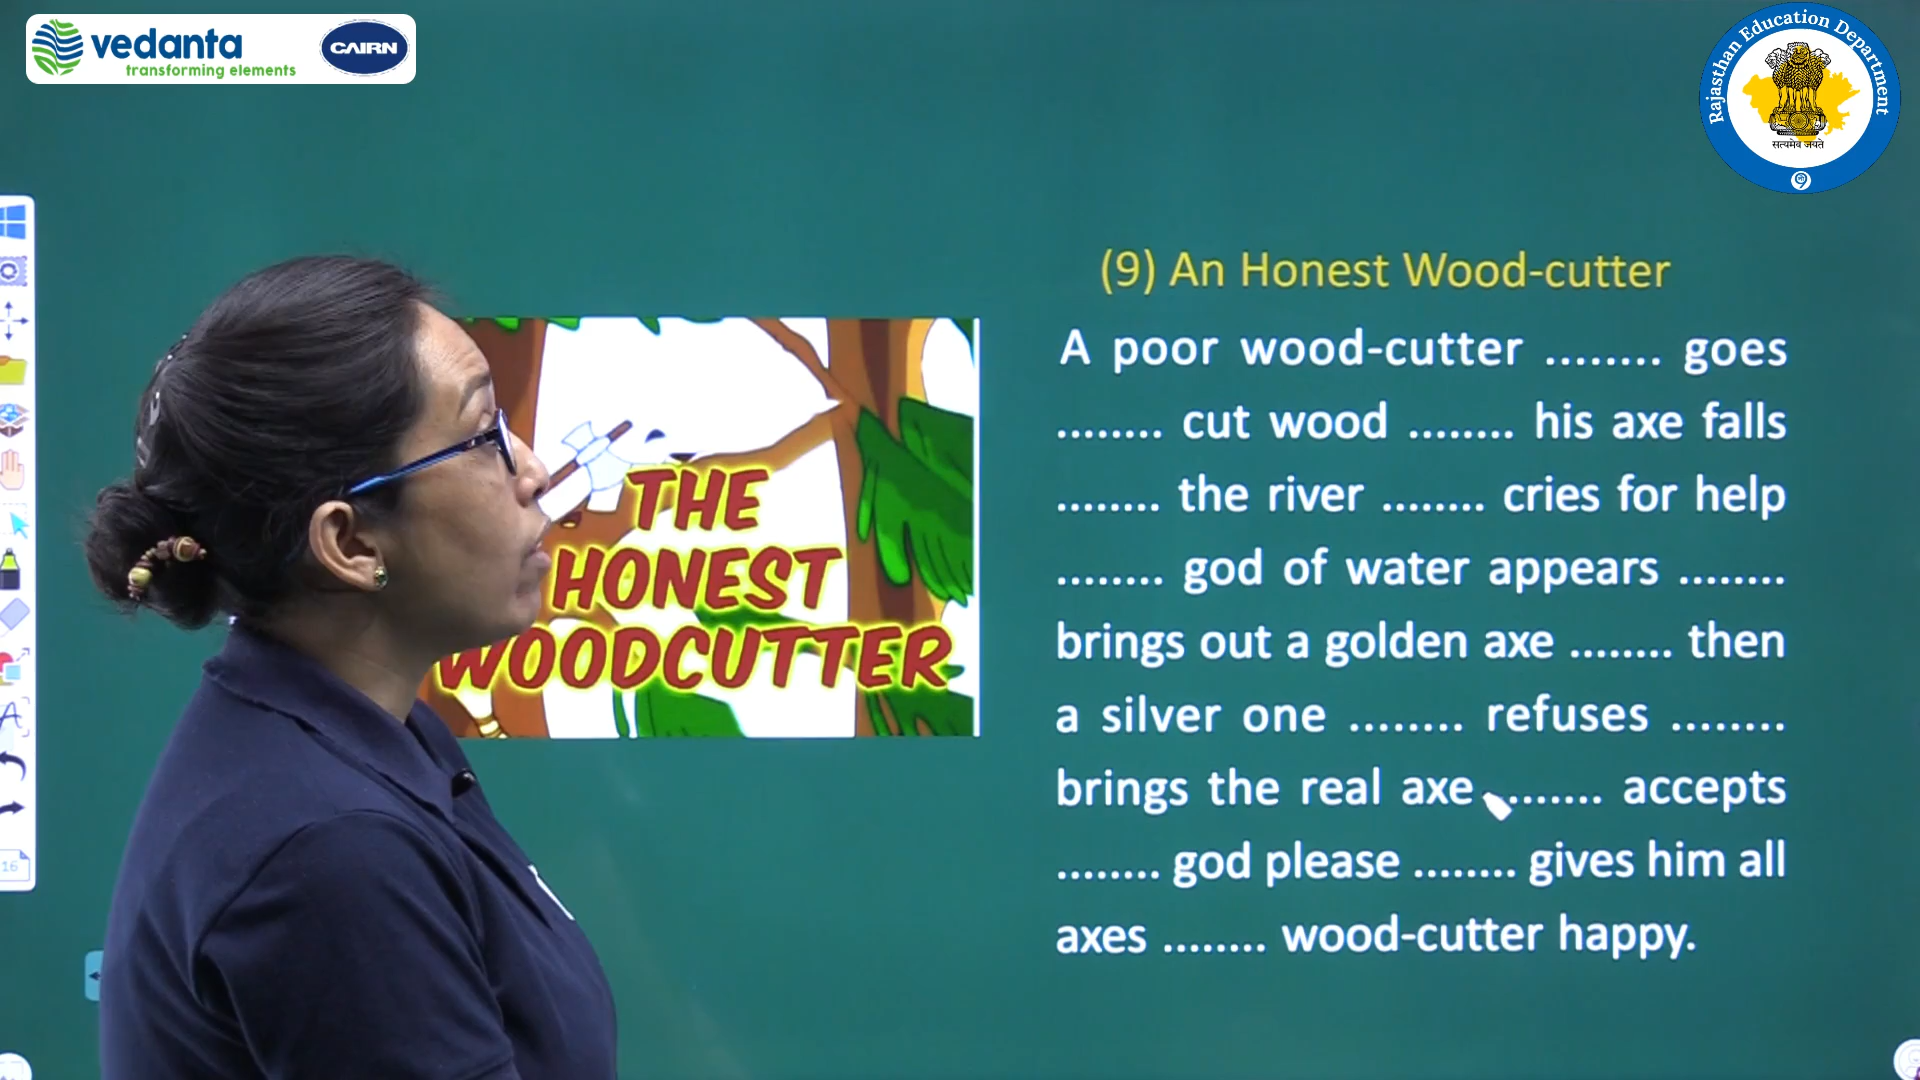 vedanta
transforming elements
CAIRN
Rajasthan Education Department
सत्यमेव जयते
(9) An Honest Wood-cutter
A poor wood-cutter ........ goes
........ cut wood ........ his axe falls
........ the river ........ cries for help
........ god of water appears ........
brings out a golden axe ........ then
a silver one ........ refuses ........
brings the real axe ........ accepts
........ god please ........ gives him all
axes ........ wood-cutter happy.
THE
HONEST
WOODCUTTER
16